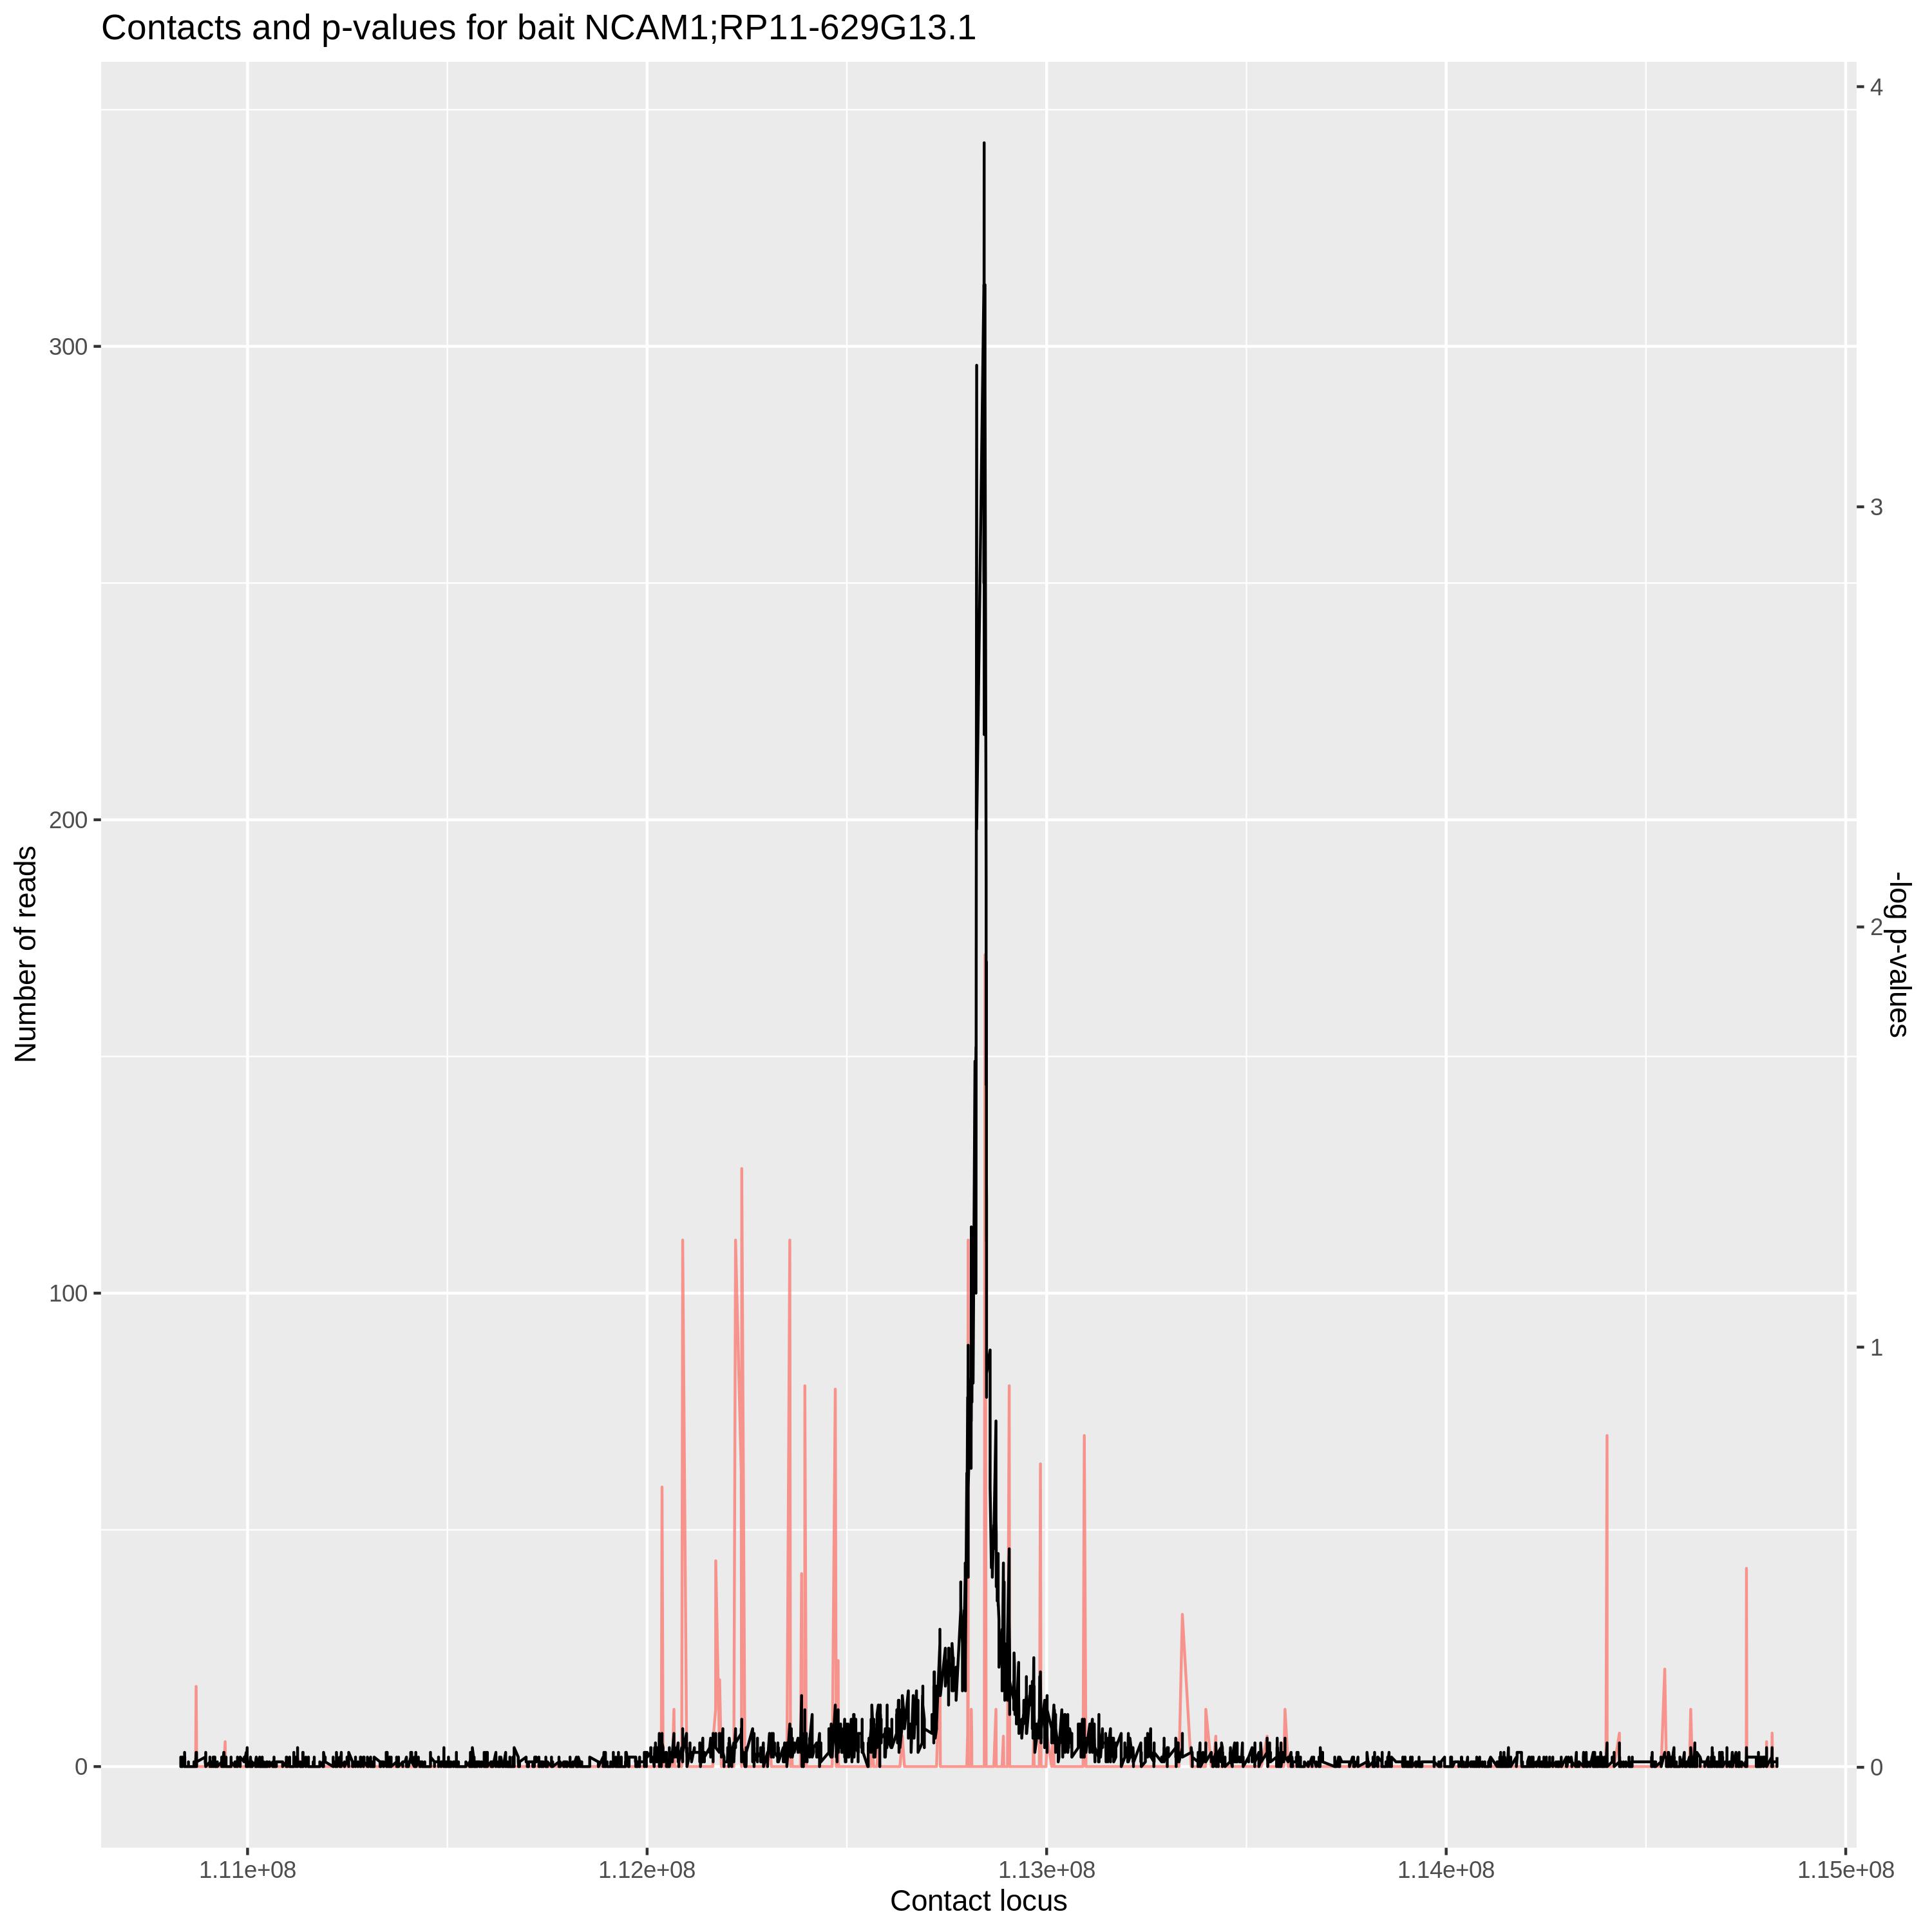 Contacts and p-values for bait NCAM1;RP11-629G13.1
Number of reads
300
200
100
0
4
3
2
1
0
-log p-values
1.11e+08 1.12e+08 1.13e+08 1.14e+08 1.15e+08
Contact locus